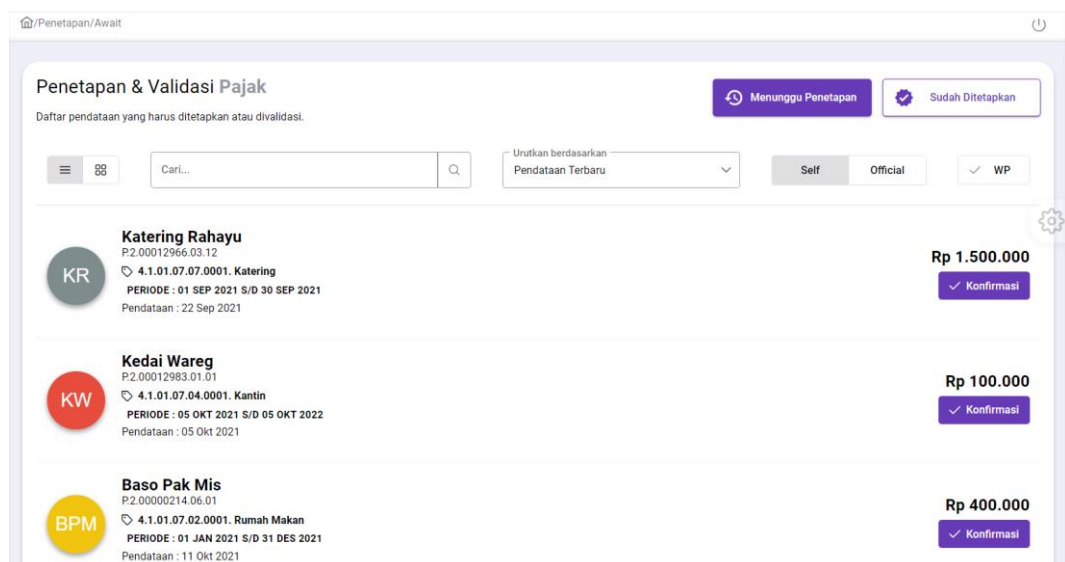 /Penetapan/Await
Penetapan & Validasi Pajak
Daftar pendataan yang harus ditetapkan atau divalidasi.
Menunggu Penetapan
Sudah Ditetapkan
Cari...
Urutkan berdasarkan
Pendataan Terbaru
Self
Official
WP
KR
Katering Rahayu
P.2.00012966.03.12
4.1.01.07.07.0001. Katering
PERIODE : 01 SEP 2021 S/D 30 SEP 2021
Pendataan : 22 Sep 2021
Rp 1.500.000
Konfirmasi
KW
Kedai Wareg
P.2.00012983.01.01
4.1.01.07.04.0001. Kantin
PERIODE : 05 OKT 2021 S/D 05 OKT 2022
Pendataan : 05 Okt 2021
Rp 100.000
Konfirmasi
BPM
Baso Pak Mis
P.2.00000214.06.01
4.1.01.07.02.0001. Rumah Makan
PERIODE : 01 JAN 2021 S/D 31 DES 2021
Pendataan : 11 Okt 2021
Rp 400.000
Konfirmasi